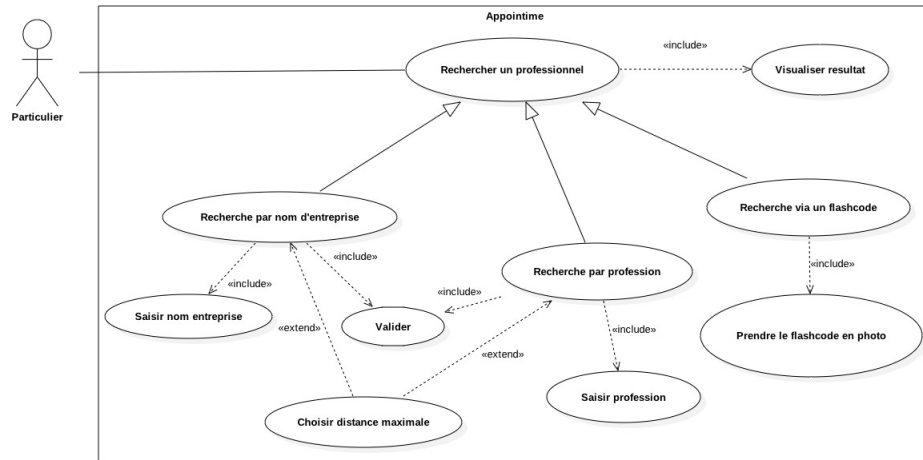 Appointime
«include»
Rechercher un professionnel
Visualiser resultat
Particulier
Recherche par nom d'entreprise
Recherche via un flashcode
«include»
«include»
Recherche par profession
«include»
«include»
Saisir nom entreprise
«extend»
Valider
«include»
Prendre le flashcode en photo
«extend»
Saisir profession
Choisir distance maximale